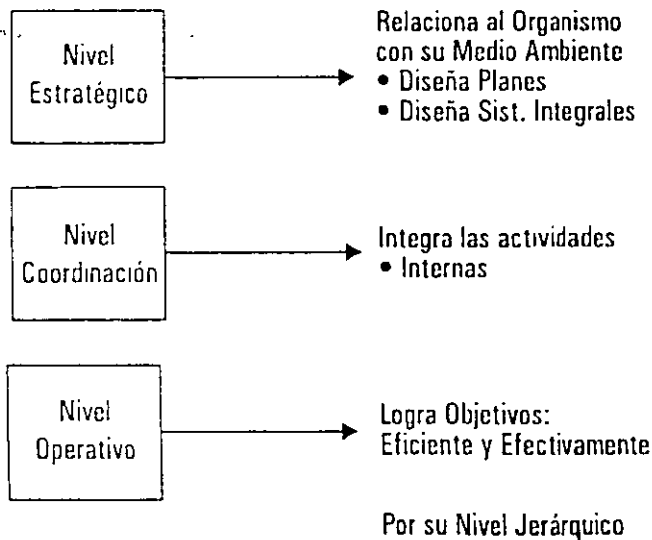 Nivel
Estratégico
Relaciona al Organismo
con su Medio Ambiente
• Diseña Planes
• Diseña Sist. Integrales
Nivel
Coordinación
Integra las actividades
• Internas
Nivel
Operativo
Logra Objetivos:
Eficiente y Efectivamente
Por su Nivel Jerárquico